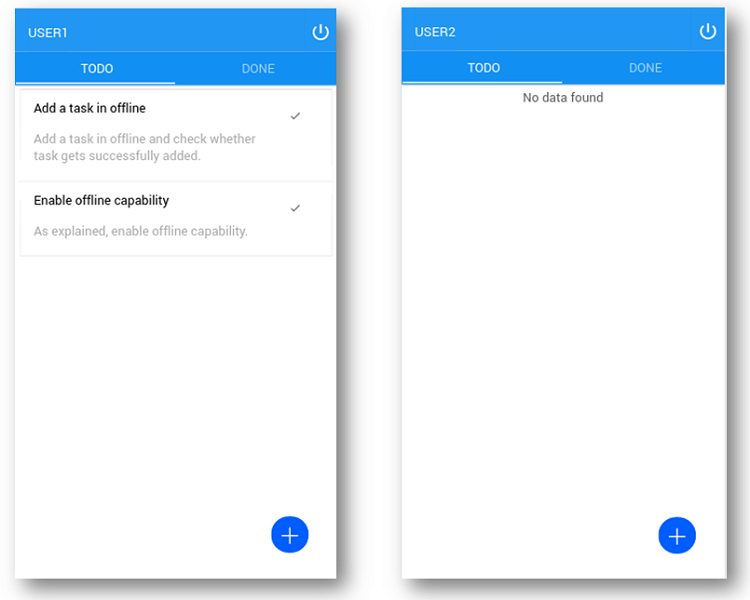 USER1
TODO DONE
Add a task in offline
Add a task in offline and check whether
task gets successfully added.
Enable offline capability
As explained, enable offline capability.
USER2
TODO DONE
No data found